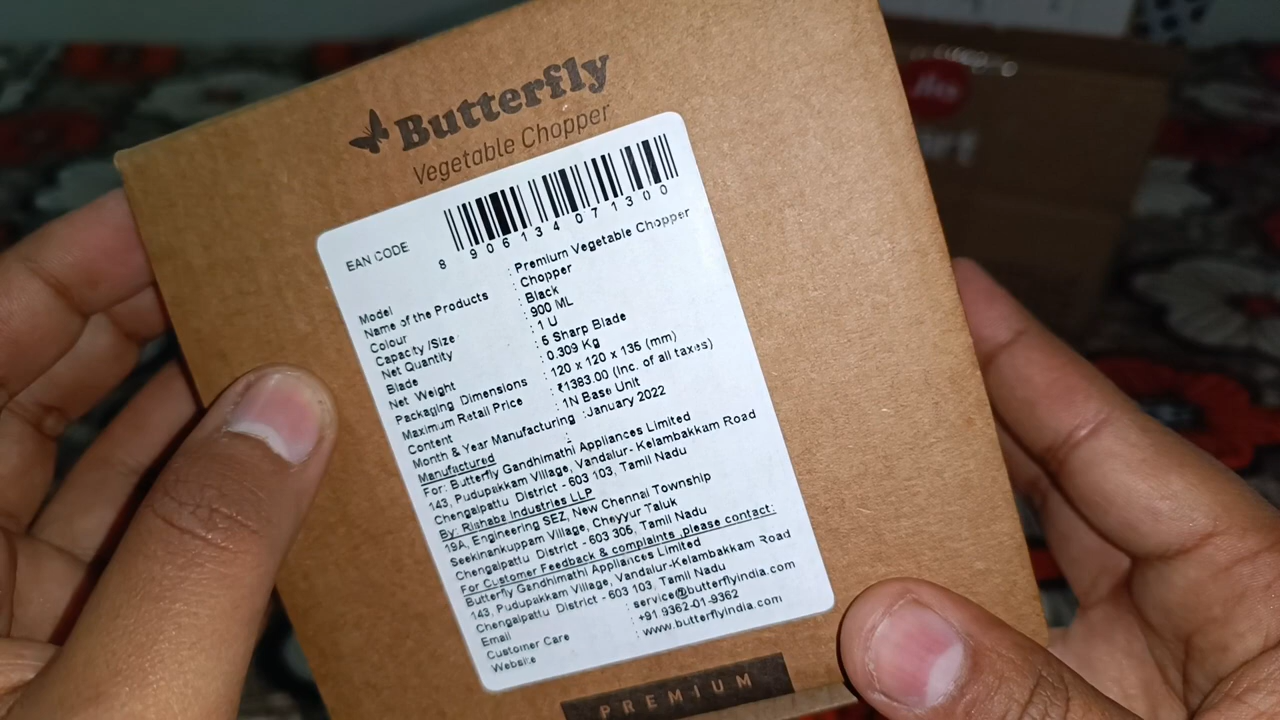 Butterfly
Vegetable Chopper
EAN CODE
8 906134 071300
Model : Premium Vegetable Chopper
Name of the Products : Chopper
Colour : Black
Capacity /Size : 900 ML
Net Quantity : 1 U
Blade : 6 Sharp Blade
Net Weight : 0.309 Kg
Packaging Dimensions : 120 x 120 x 135 (mm)
Maximum Retail Price : ₹1383.00 (Inc. of all taxes)
Content : 1N Base Unit
Month & Year Manufacturing : January 2022
Manufactured :
For: Butterfly Gandhimathi Appliances Limited
143, Pudupakkam Village, Vandalur- Kelambakkam Road
Chengalpattu District - 603 103, Tamil Nadu
By: Rishaba Industries LLP
19A, Engineering SEZ, New Chennai Township
Seekinankuppam Village, Cheyyur Taluk
Chengalpattu District - 603 305, Tamil Nadu
For Customer Feedback & complaints ,please contact:
Butterfly Gandhimathi Appliances Limited
143, Pudupakkam Village, Vandalur-Kelambakkam Road
Chengalpattu District - 603 103, Tamil Nadu
Email : service@butterflyindia.com
Customer Care : +91 9362-01-9362
Website : www.butterflyindia.com
PREMIUM